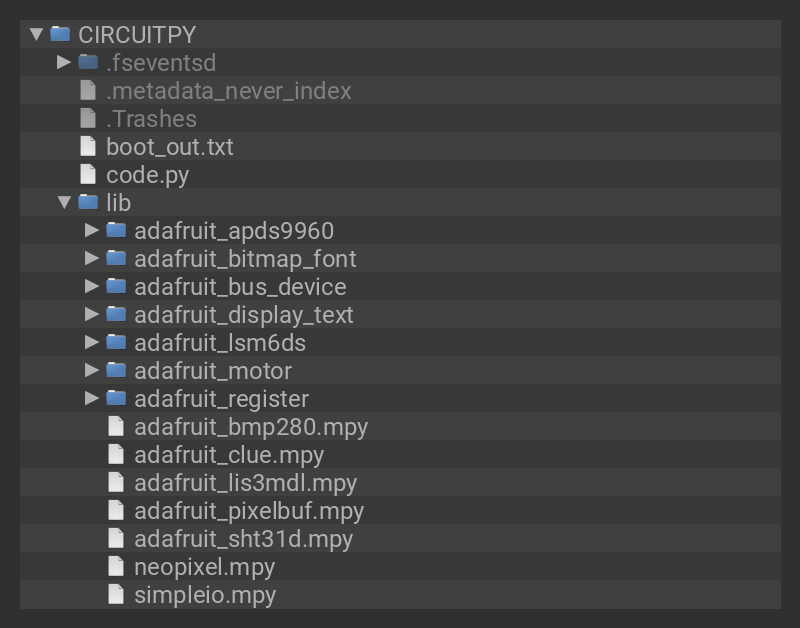 CIRCUITPY
.fseventsd
.metadata_never_index
.Trashes
boot_out.txt
code.py
lib
adafruit_apds9960
adafruit_bitmap_font
adafruit_bus_device
adafruit_display_text
adafruit_lsm6ds
adafruit_motor
adafruit_register
adafruit_bmp280.mpy
adafruit_clue.mpy
adafruit_lis3mdl.mpy
adafruit_pixelbuf.mpy
adafruit_sht31d.mpy
neopixel.mpy
simpleio.mpy